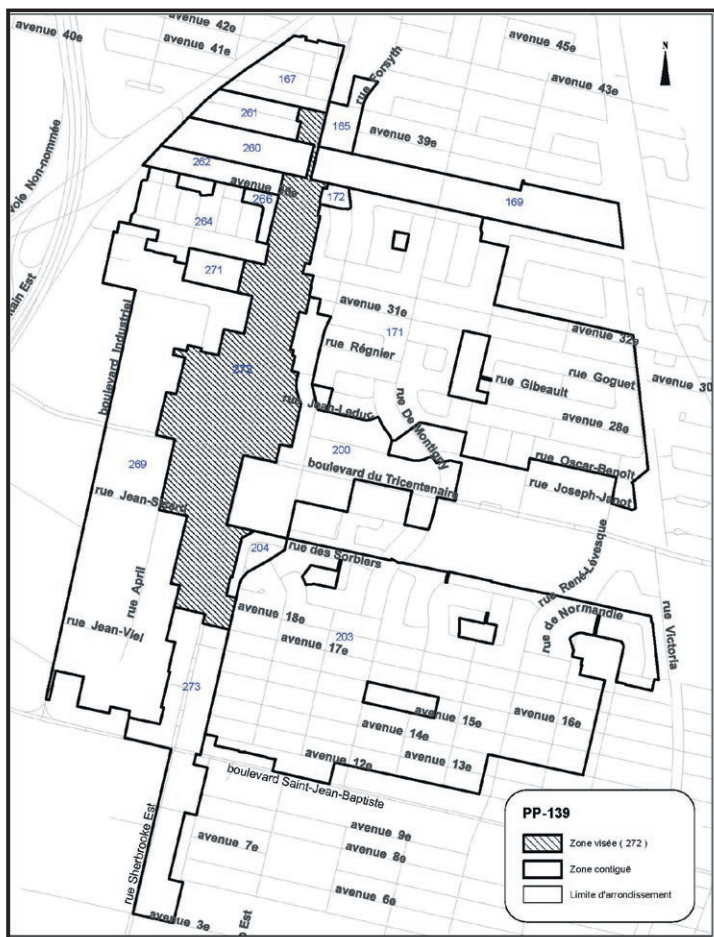 avenue 42e
avenue 40e
avenue 41e
avenue 45e
N
167
rue Forsyth
avenue 43e
261
165
260
avenue 39e
262
voie Non-nommée
266
172
169
264
271
avenue 31e
171
avenue 32e
rue Régnier
rue Goguet
avenue 30
boulevard Industriel
272
rue Gibeault
rue De Montigny
avenue 28e
rue Jean-Leduc
200
rue Oscar-Benoît
269
boulevard du Tricentenaire
rue Joseph-Janot
rue Jean-Sicard
204
rue des Sorbiers
rue René-Lévesque
rue April
avenue 18e
rue de Normandie
rue Victoria
rue Jean-Viel
203
avenue 17e
273
avenue 15e
avenue 16e
avenue 14e
avenue 12e
avenue 13e
boulevard Saint-Jean-Baptiste
rue Sherbrooke Est
avenue 9e
avenue 7e
avenue 8e
avenue 6e
avenue 3e
Est
PP-139
Zone visée ( 272 )
Zone contiguë
Limite d'arrondissement